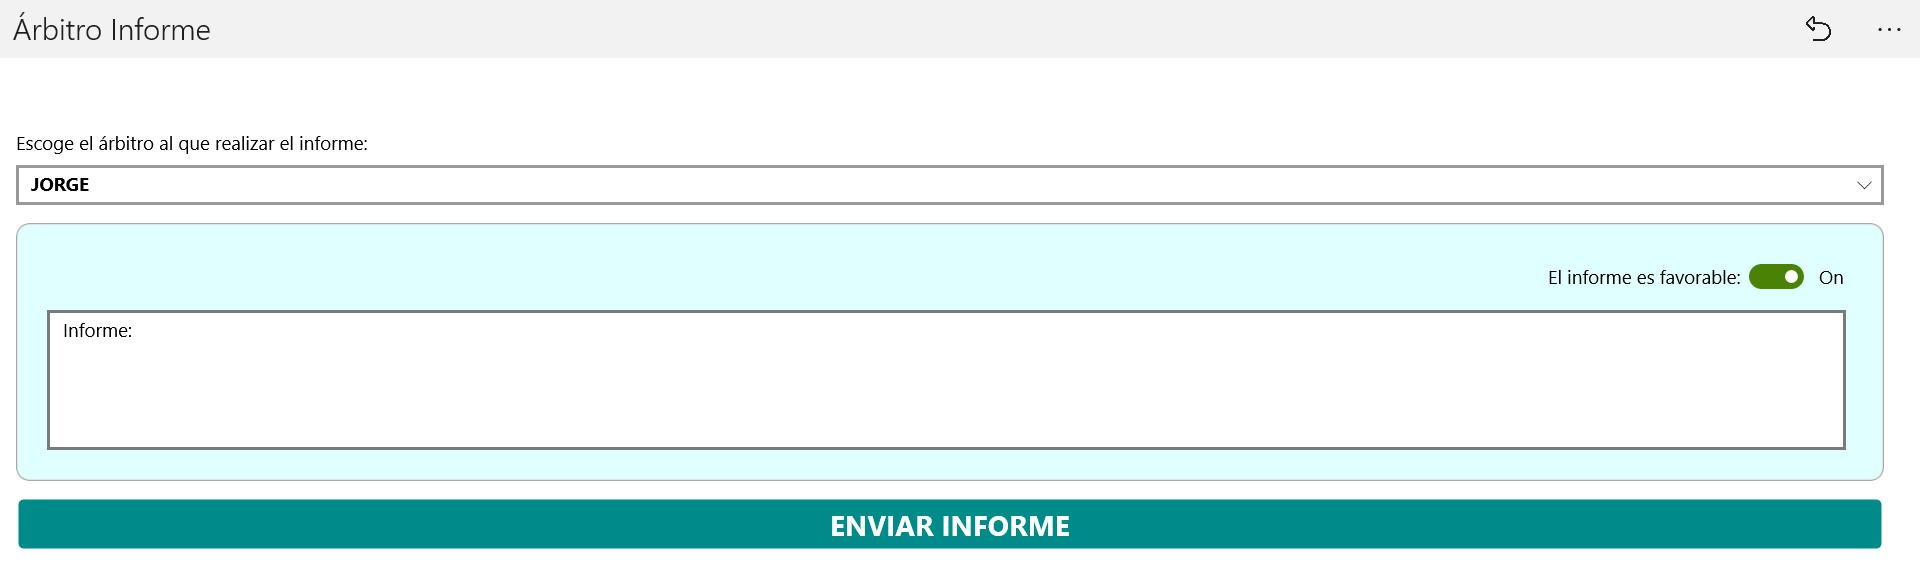 Árbitro Informe
Escoge el árbitro al que realizar el informe:
JORGE
El informe es favorable: On
Informe:
ENVIAR INFORME